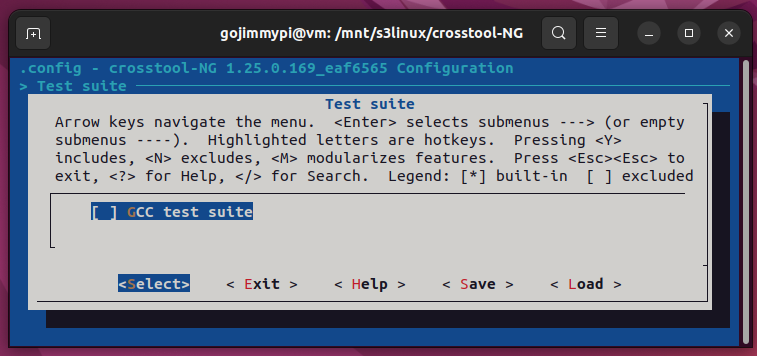 gojimmypi@vm: /mnt/s3linux/crosstool-NG
.config - crosstool-NG 1.25.0.169_eaf6565 Configuration
> Test suite
Test suite
Arrow keys navigate the menu.  <Enter> selects submenus ---> (or empty
submenus ----).  Highlighted letters are hotkeys.  Pressing <Y>
includes, <N> excludes, <M> modularizes features.  Press <Esc><Esc> to
exit, <?> for Help, </> for Search.  Legend: [*] built-in  [ ] excluded
[ ] GCC test suite
<Select>    < Exit >    < Help >    < Save >    < Load >